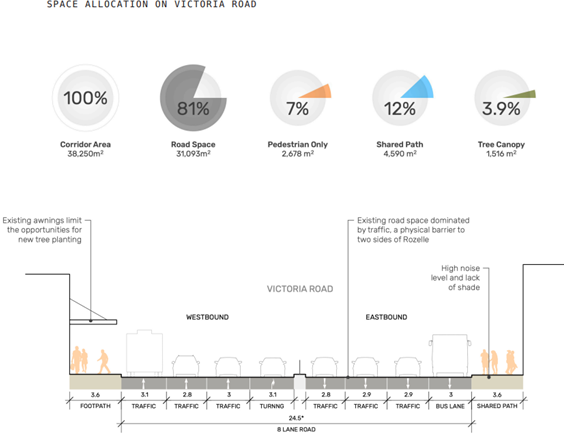 SPACE ALLOCATION ON VICTORIA ROAD
100%
81%
7%
12%
3.9%
Corridor Area
38,250m²
Road Space
31,093m²
Pedestrian Only
2,678 m²
Shared Path
4,590 m²
Tree Canopy
1,516 m²
Existing awnings limit
the opportunities for
new tree planting
Existing road space dominated
by traffic, a physical barrier to
two sides of Rozelle
High noise
level and lack
of shade
VICTORIA ROAD
WESTBOUND
EASTBOUND
3.6 3.1 2.8 3 3.1 2.8 2.9 2.9 3 3.6
FOOTPATH TRAFFIC TRAFFIC TRAFFIC TURNNG TRAFFIC TRAFFIC TRAFFIC BUS LANE SHARED PATH
24.5*
8 LANE ROAD